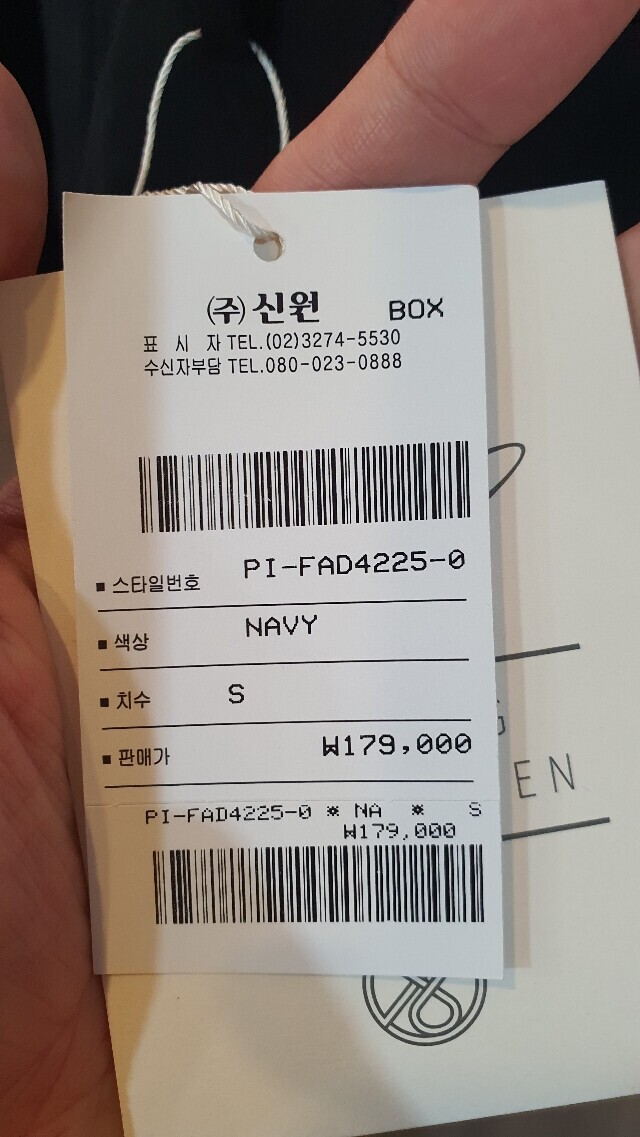 (주) 신원 BOX
표 시 자 TEL.(02)3274-5530
수신자부담 TEL.080-023-0888
■ 스타일번호 PI-FAD4225-0
■ 색상 NAVY
■ 치수 S
■ 판매가 ₩179,000
PI-FAD4225-0 * NA * S
₩179,000
EN